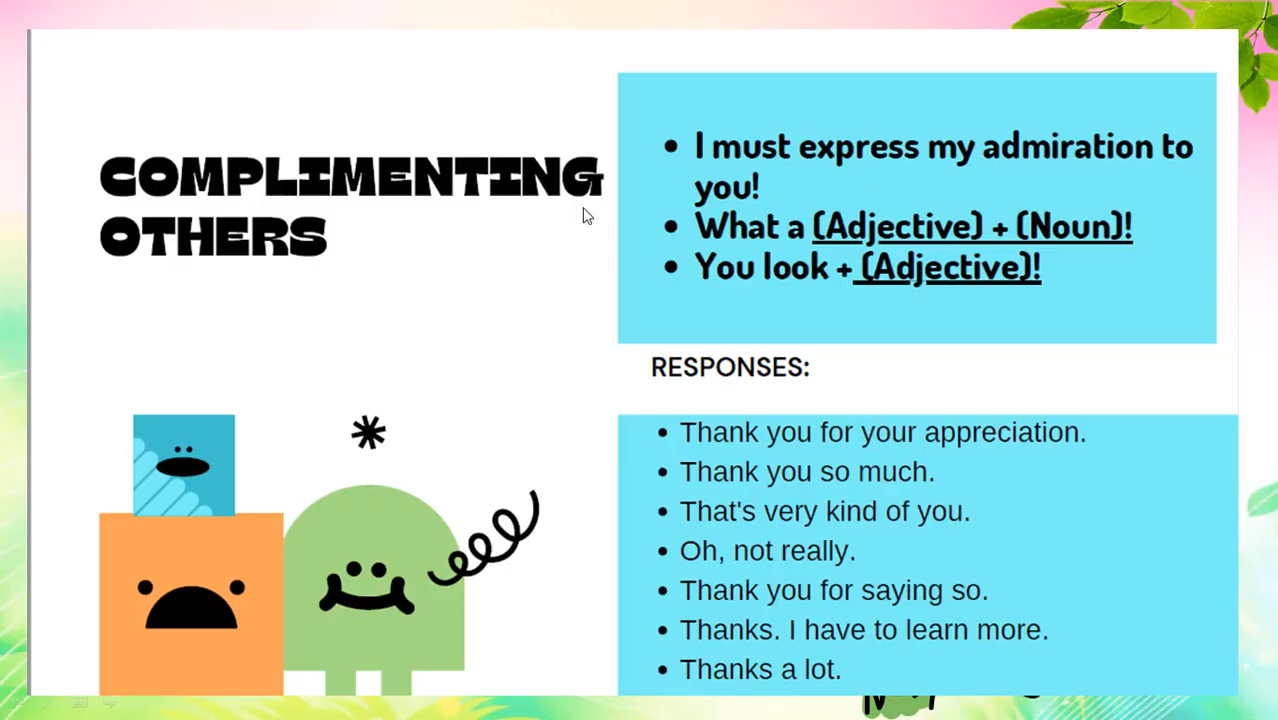 COMPLIMENTING
OTHERS
• I must express my admiration to
you!
• What a (Adjective) + (Noun)!
• You look + (Adjective)!
RESPONSES:
• Thank you for your appreciation.
• Thank you so much.
• That's very kind of you.
• Oh, not really.
• Thank you for saying so.
• Thanks. I have to learn more.
• Thanks a lot.